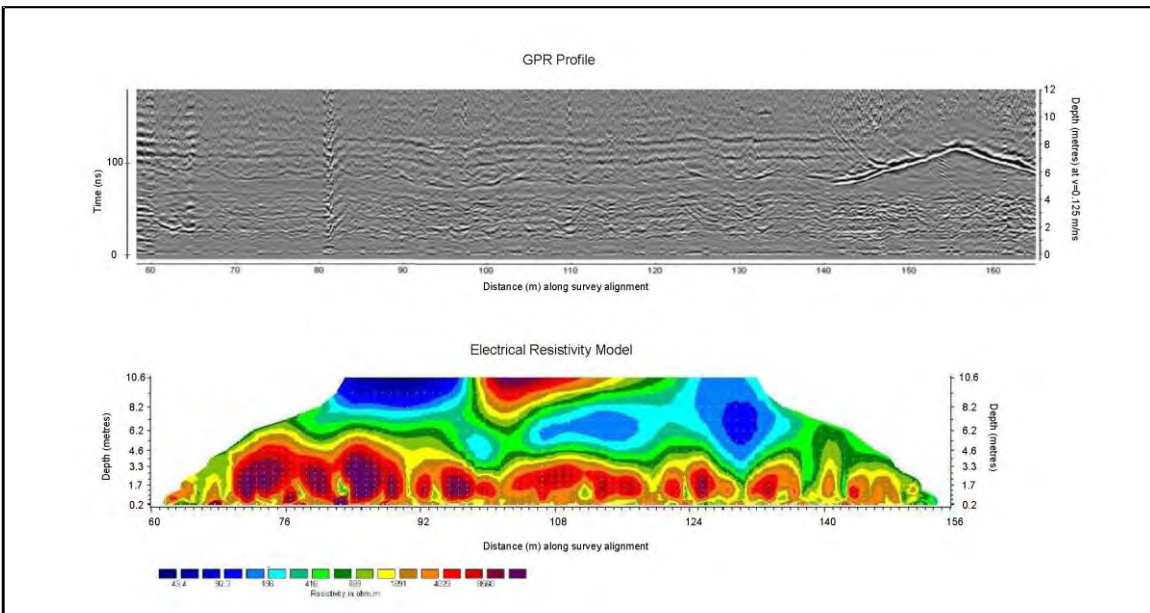 GPR Profile
Time (ns)
100
0
12
10
8
6
4
2
0
Depth (metres) at v=0.125 m/ns
60 70 80 90 100 110 120 130 140 150 160
Distance (m) along survey alignment
Electrical Resistivity Model
Depth (metres)
10.6
8.2
6.2
4.6
3.3
1.7
0.2
10.6
8.2
6.2
4.6
3.3
1.7
0.2
Depth (metres)
60 76 92 108 124 140 156
Distance (m) along survey alignment
43.4 92.3 196 418 889 1891 4023 8560
Resistivity in ohm.m